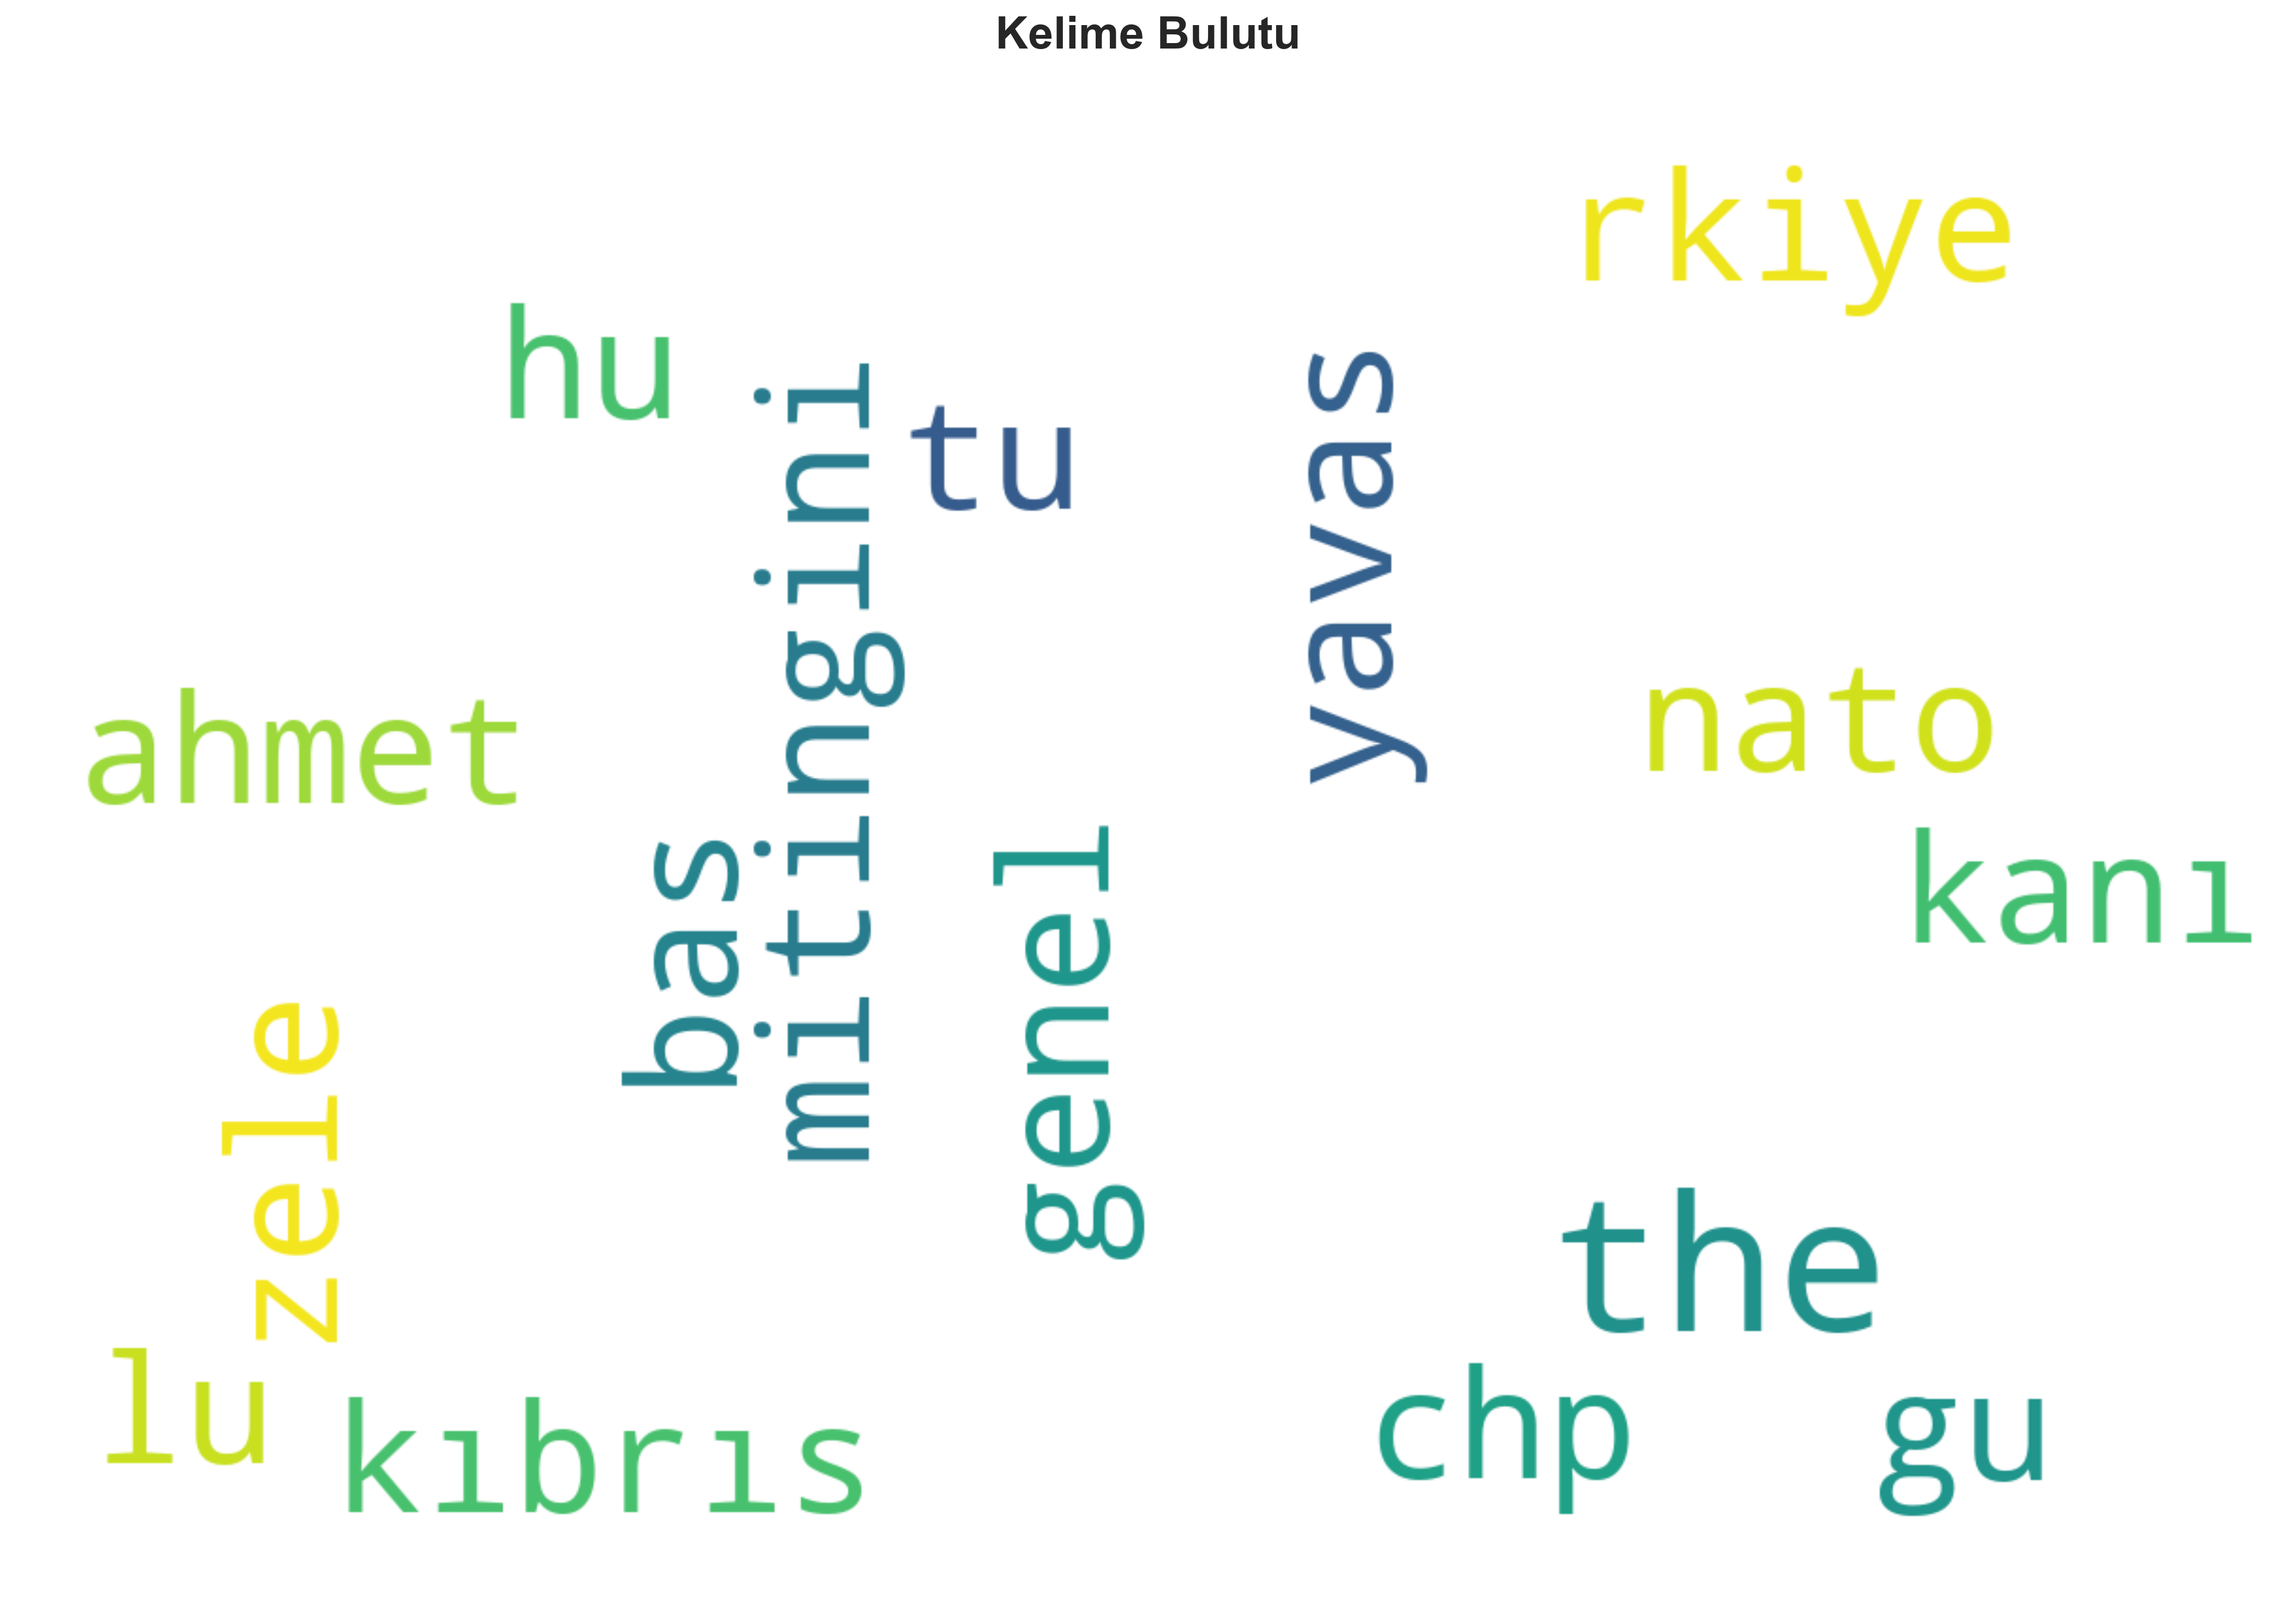 Kelime Bulutu
rkiye
hu
tu
yavas
mitingini
ahmet
nato
kanı
bas
genel
zele
the
lu
kıbrıs
chp
gu